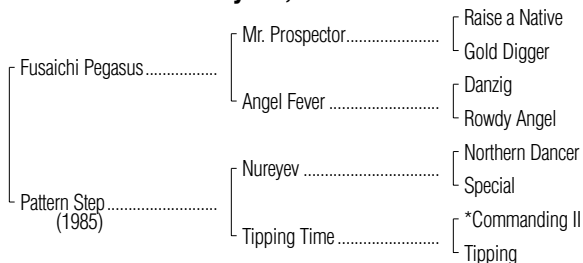 Raise a Native
Mr. Prospector
Gold Digger
Fusaichi Pegasus
Danzig
Angel Fever
Rowdy Angel
Northern Dancer
Nureyev
Special
Pattern Step
(1985)
*Commanding II
Tipping Time
Tipping